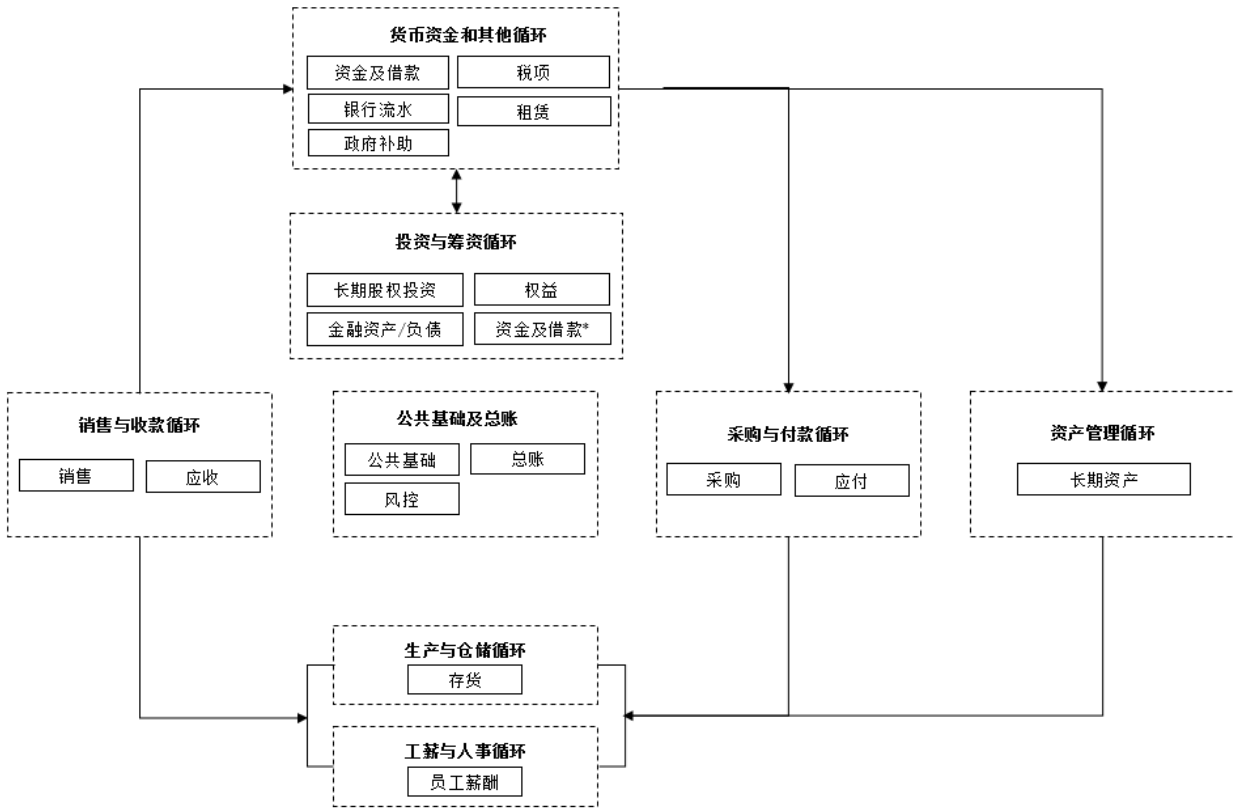 货币资金和其他循环
资金及借款
税项
银行流水
租赁
政府补助
投资与筹资循环
长期股权投资
权益
金融资产/负债
资金及借款*
销售与收款循环
销售
应收
公共基础及总账
公共基础
总账
风控
采购与付款循环
采购
应付
资产管理循环
长期资产
生产与仓储循环
存货
工薪与人事循环
员工薪酬